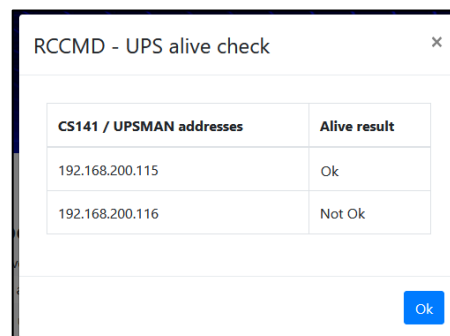 RCCMD - UPS alive check ×
CS141 / UPSMAN addresses Alive result
192.168.200.115 Ok
192.168.200.116 Not Ok
Ok